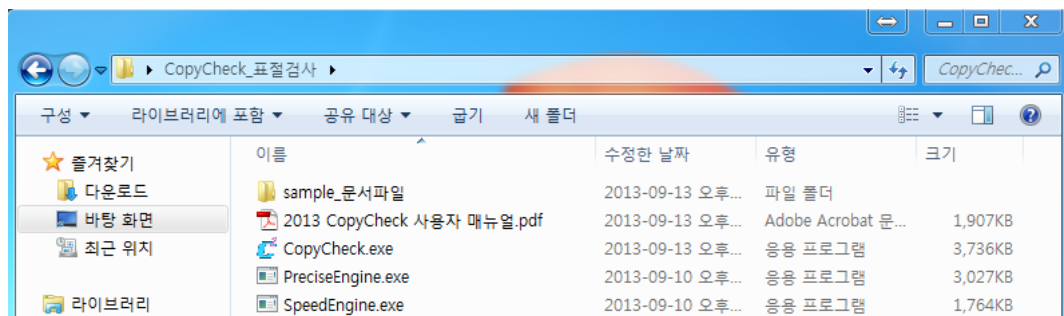 CopyCheck_표절검사
CopyChec...
구성 라이브러리에 포함 공유 대상 굽기 새 폴더
즐겨찾기
다운로드
바탕 화면
최근 위치
라이브러리
이름 수정한 날짜 유형 크기
sample_문서파일 2013-09-13 오후... 파일 폴더
2013 CopyCheck 사용자 매뉴얼.pdf 2013-09-13 오후... Adobe Acrobat 문... 1,907KB
CopyCheck.exe 2013-09-13 오후... 응용 프로그램 3,736KB
PreciseEngine.exe 2013-09-10 오후... 응용 프로그램 3,027KB
SpeedEngine.exe 2013-09-10 오후... 응용 프로그램 1,764KB